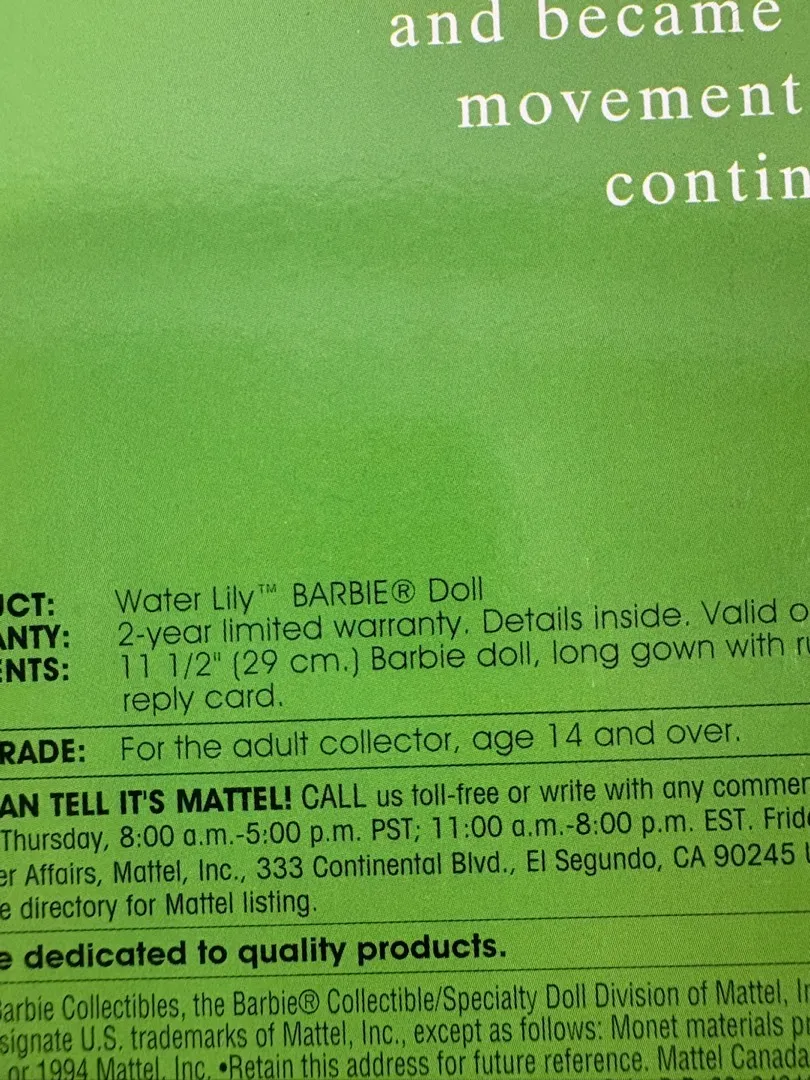 and became
movement
contin
UCT: Water Lily™ BARBIE® Doll
ANTY: 2-year limited warranty. Details inside. Valid o
ENTS: 11 1/2" (29 cm.) Barbie doll, long gown with ru
reply card.
RADE: For the adult collector, age 14 and over.
AN TELL IT'S MATTEL! CALL us toll-free or write with any commen
Thursday, 8:00 a.m.-5:00 p.m. PST; 11:00 a.m.-8:00 p.m. EST. Frid
er Affairs, Mattel, Inc., 333 Continental Blvd., El Segundo, CA 90245 U
e directory for Mattel listing.
e dedicated to quality products.
Barbie Collectibles, the Barbie® Collectible/Specialty Doll Division of Mattel, In
signate U.S. trademarks of Mattel, Inc., except as follows: Monet materials pr
or 1994 Mattel, Inc. •Retain this address for future reference. Mattel Canada